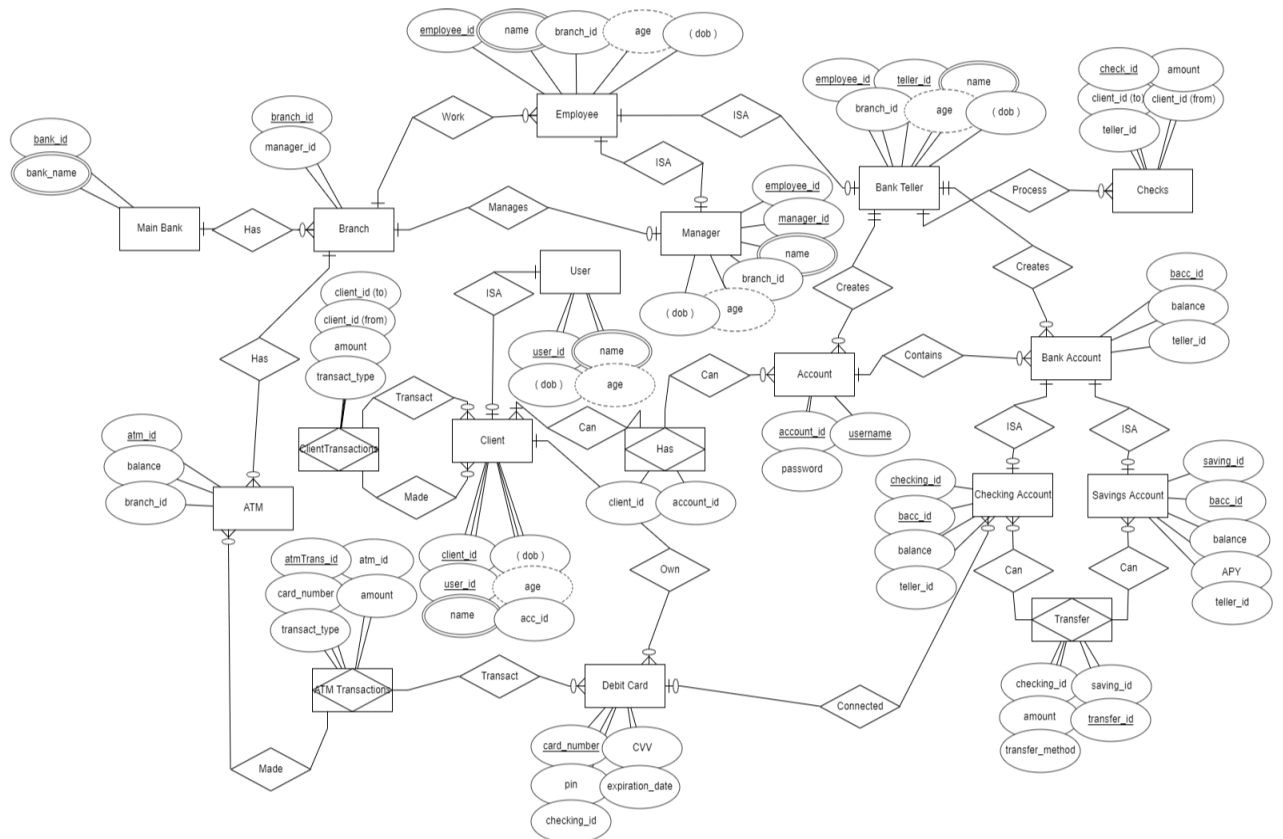 employee_id
name
branch_id
age
( dob )
Employee
Work
ISA
ISA
employee_id
teller_id
name
branch_id
age
( dob )
Bank Teller
check_id
amount
client_id (to)
client_id (from)
teller_id
Checks
Process
bank_id
bank_name
Main Bank
Has
branch_id
manager_id
Branch
Manages
employee_id
manager_id
name
branch_id
age
( dob )
Manager
User
ISA
user_id
name
( dob )
age
Creates
Creates
bacc_id
balance
teller_id
Bank Account
Contains
Account
Can
account_id
username
password
client_id (to)
client_id (from)
amount
transact_type
ClientTransactions
Transact
Made
Client
Can
Has
client_id
account_id
client_id
( dob )
user_id
age
name
acc_id
Has
atm_id
balance
branch_id
ATM
ISA
ISA
checking_id
bacc_id
balance
teller_id
Checking Account
Savings Account
saving_id
bacc_id
balance
APY
teller_id
Can
Can
Transfer
checking_id
saving_id
amount
transfer_id
transfer_method
Own
atmTrans_id
atm_id
card_number
amount
transact_type
ATM Transactions
Transact
Made
Debit Card
Connected
card_number
CVV
pin
expiration_date
checking_id